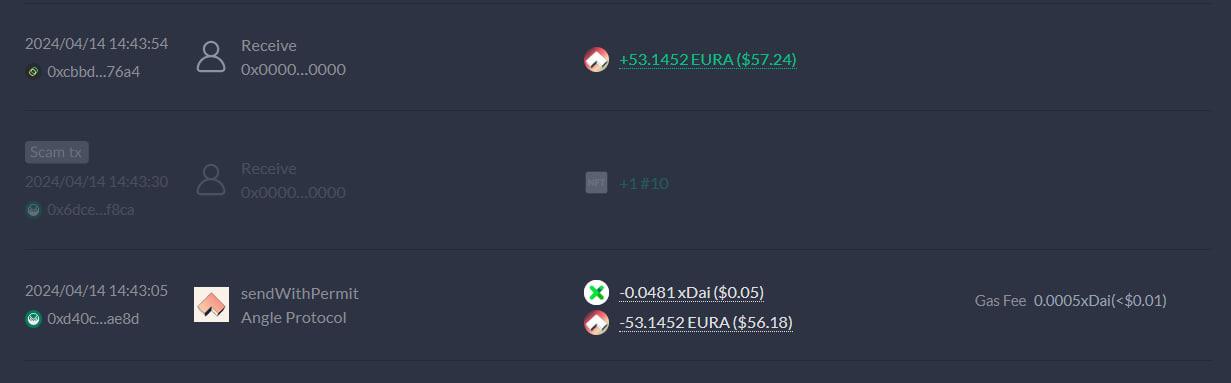 2024/04/14 14:43:54
0xcbbd...76a4
Receive
0x0000...0000
+53.1452 EURA ($57.24)
Scam tx
2024/04/14 14:43:30
0x6dce...f8ca
Receive
0x0000...0000
NFT
+1 #10
2024/04/14 14:43:05
0xd40c...ae8d
sendWithPermit
Angle Protocol
-0.0481 xDai ($0.05)
-53.1452 EURA ($56.18)
Gas Fee 0.0005xDai(<$0.01)